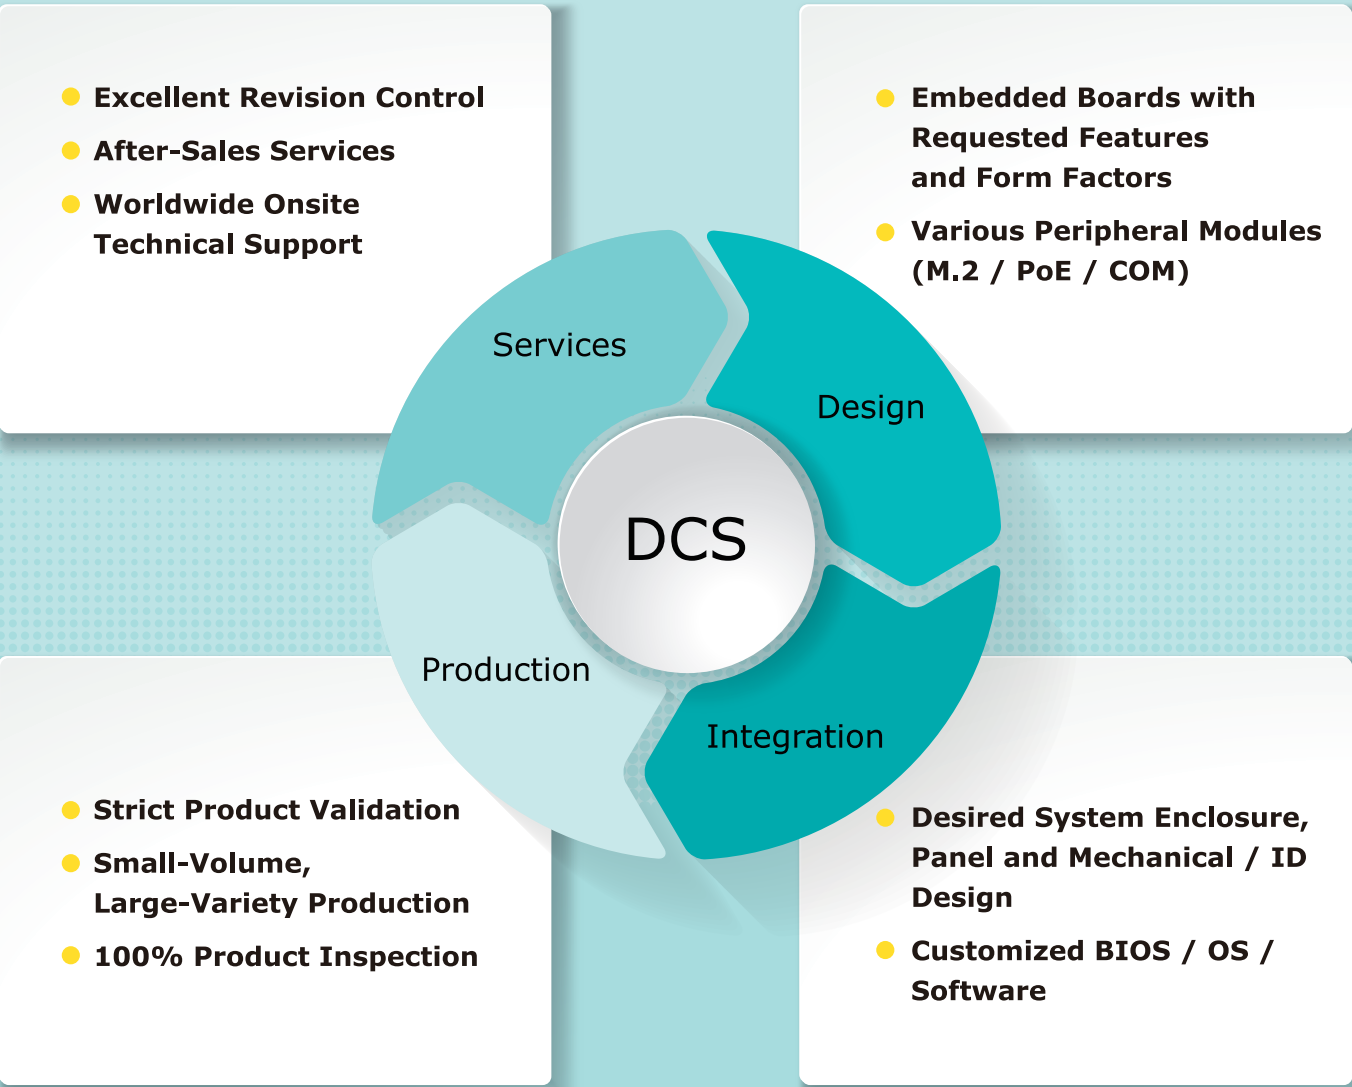 Excellent Revision Control
After-Sales Services
Worldwide Onsite
Technical Support
Embedded Boards with
Requested Features
and Form Factors
Various Peripheral Modules
(M.2 / PoE / COM)
Services
Design
DCS
Production
Integration
Strict Product Validation
Small-Volume,
Large-Variety Production
100% Product Inspection
Desired System Enclosure,
Panel and Mechanical / ID
Design
Customized BIOS / OS /
Software